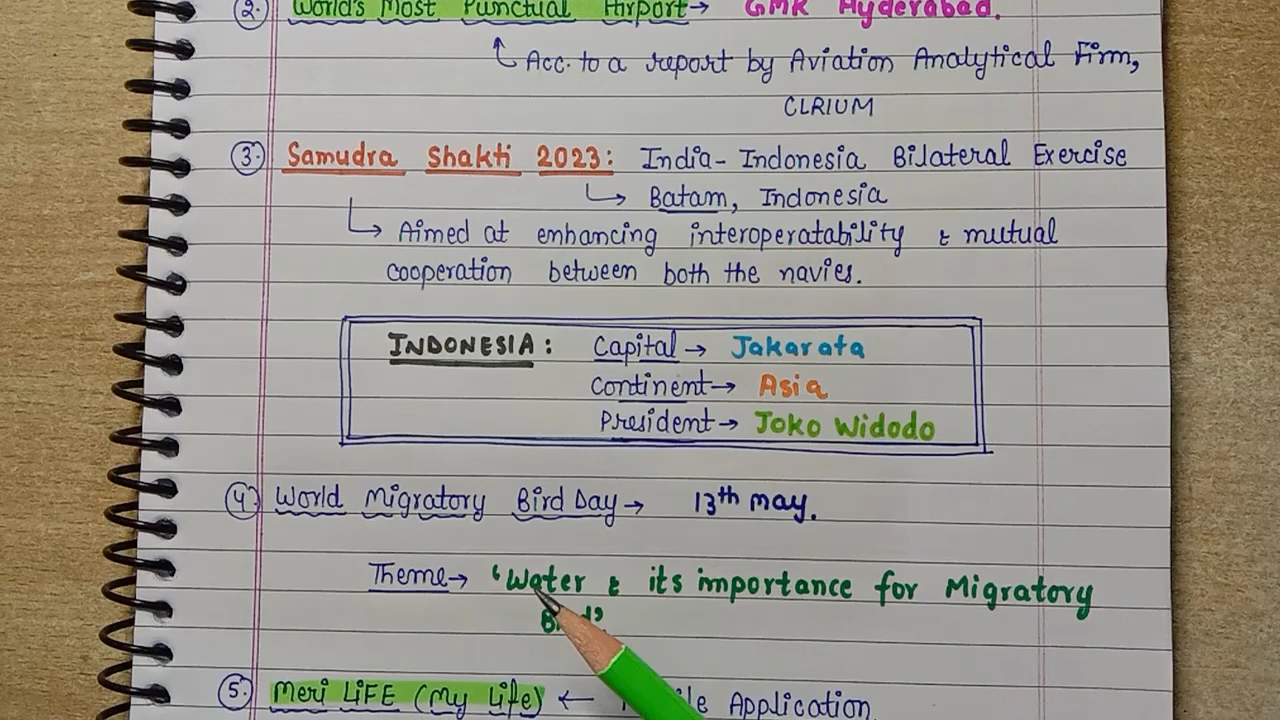 2. World's Most Punctual Airport → GMR Hyderabad.
Acc. to a report by Aviation Analytical Firm,
CLRIUM
3. Samudra Shakti 2023: India-Indonesia Bilateral Exercise
↳ Batam, Indonesia
↳ Aimed at enhancing interoperatability & mutual
cooperation between both the navies.
INDONESIA: Capital → Jakarata
Continent → Asia
President → Joko Widodo
4. World Migratory Bird Day → 13th may.
Theme → 'Water & its importance for Migratory
5. Meri LiFE (My Life) ← Application